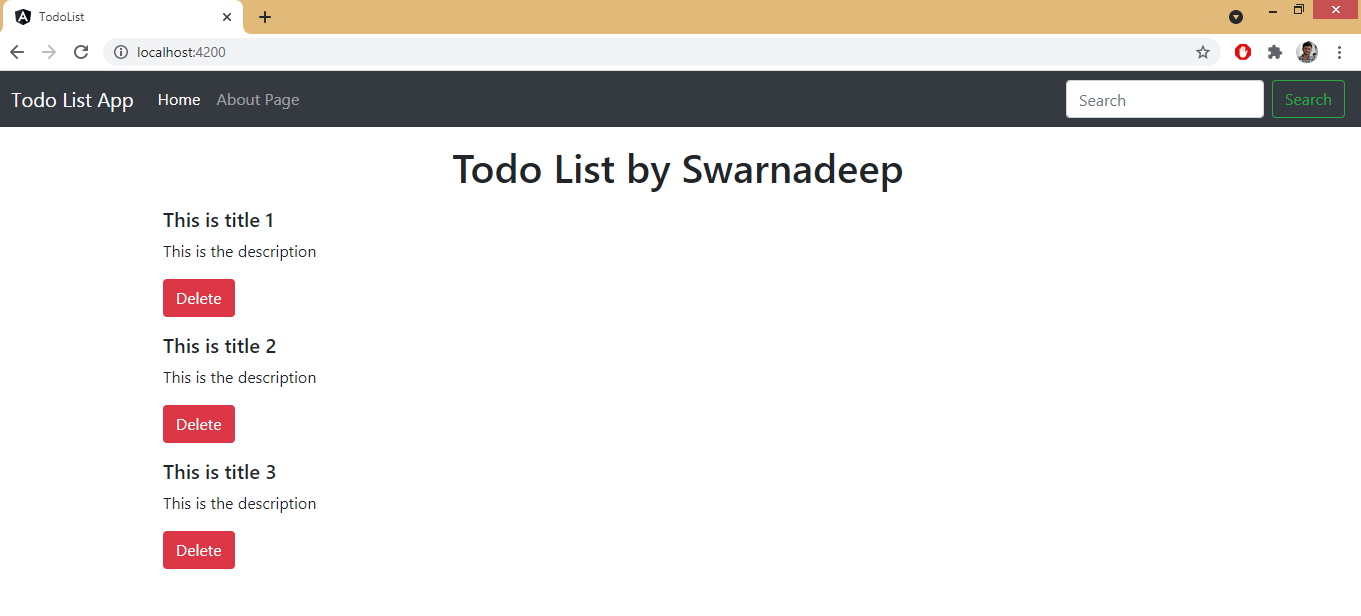 TodoList
localhost:4200
Todo List App Home About Page Search Search
Todo List by Swarnadeep
This is title 1
This is the description
Delete
This is title 2
This is the description
Delete
This is title 3
This is the description
Delete